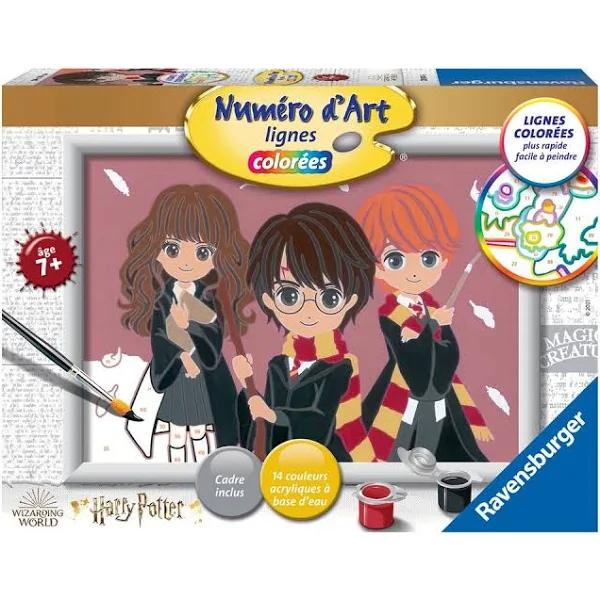 Ravensburger
Numéro d'Art
lignes
colorées
®
LIGNES
COLORÉES
plus rapide
facile à peindre
âge
7+
MAGIC
CREATU
Cadre
inclus
14 couleurs
acryliques à
base d'eau
WIZARDING
WORLD
Harry Potter
Ravensburger